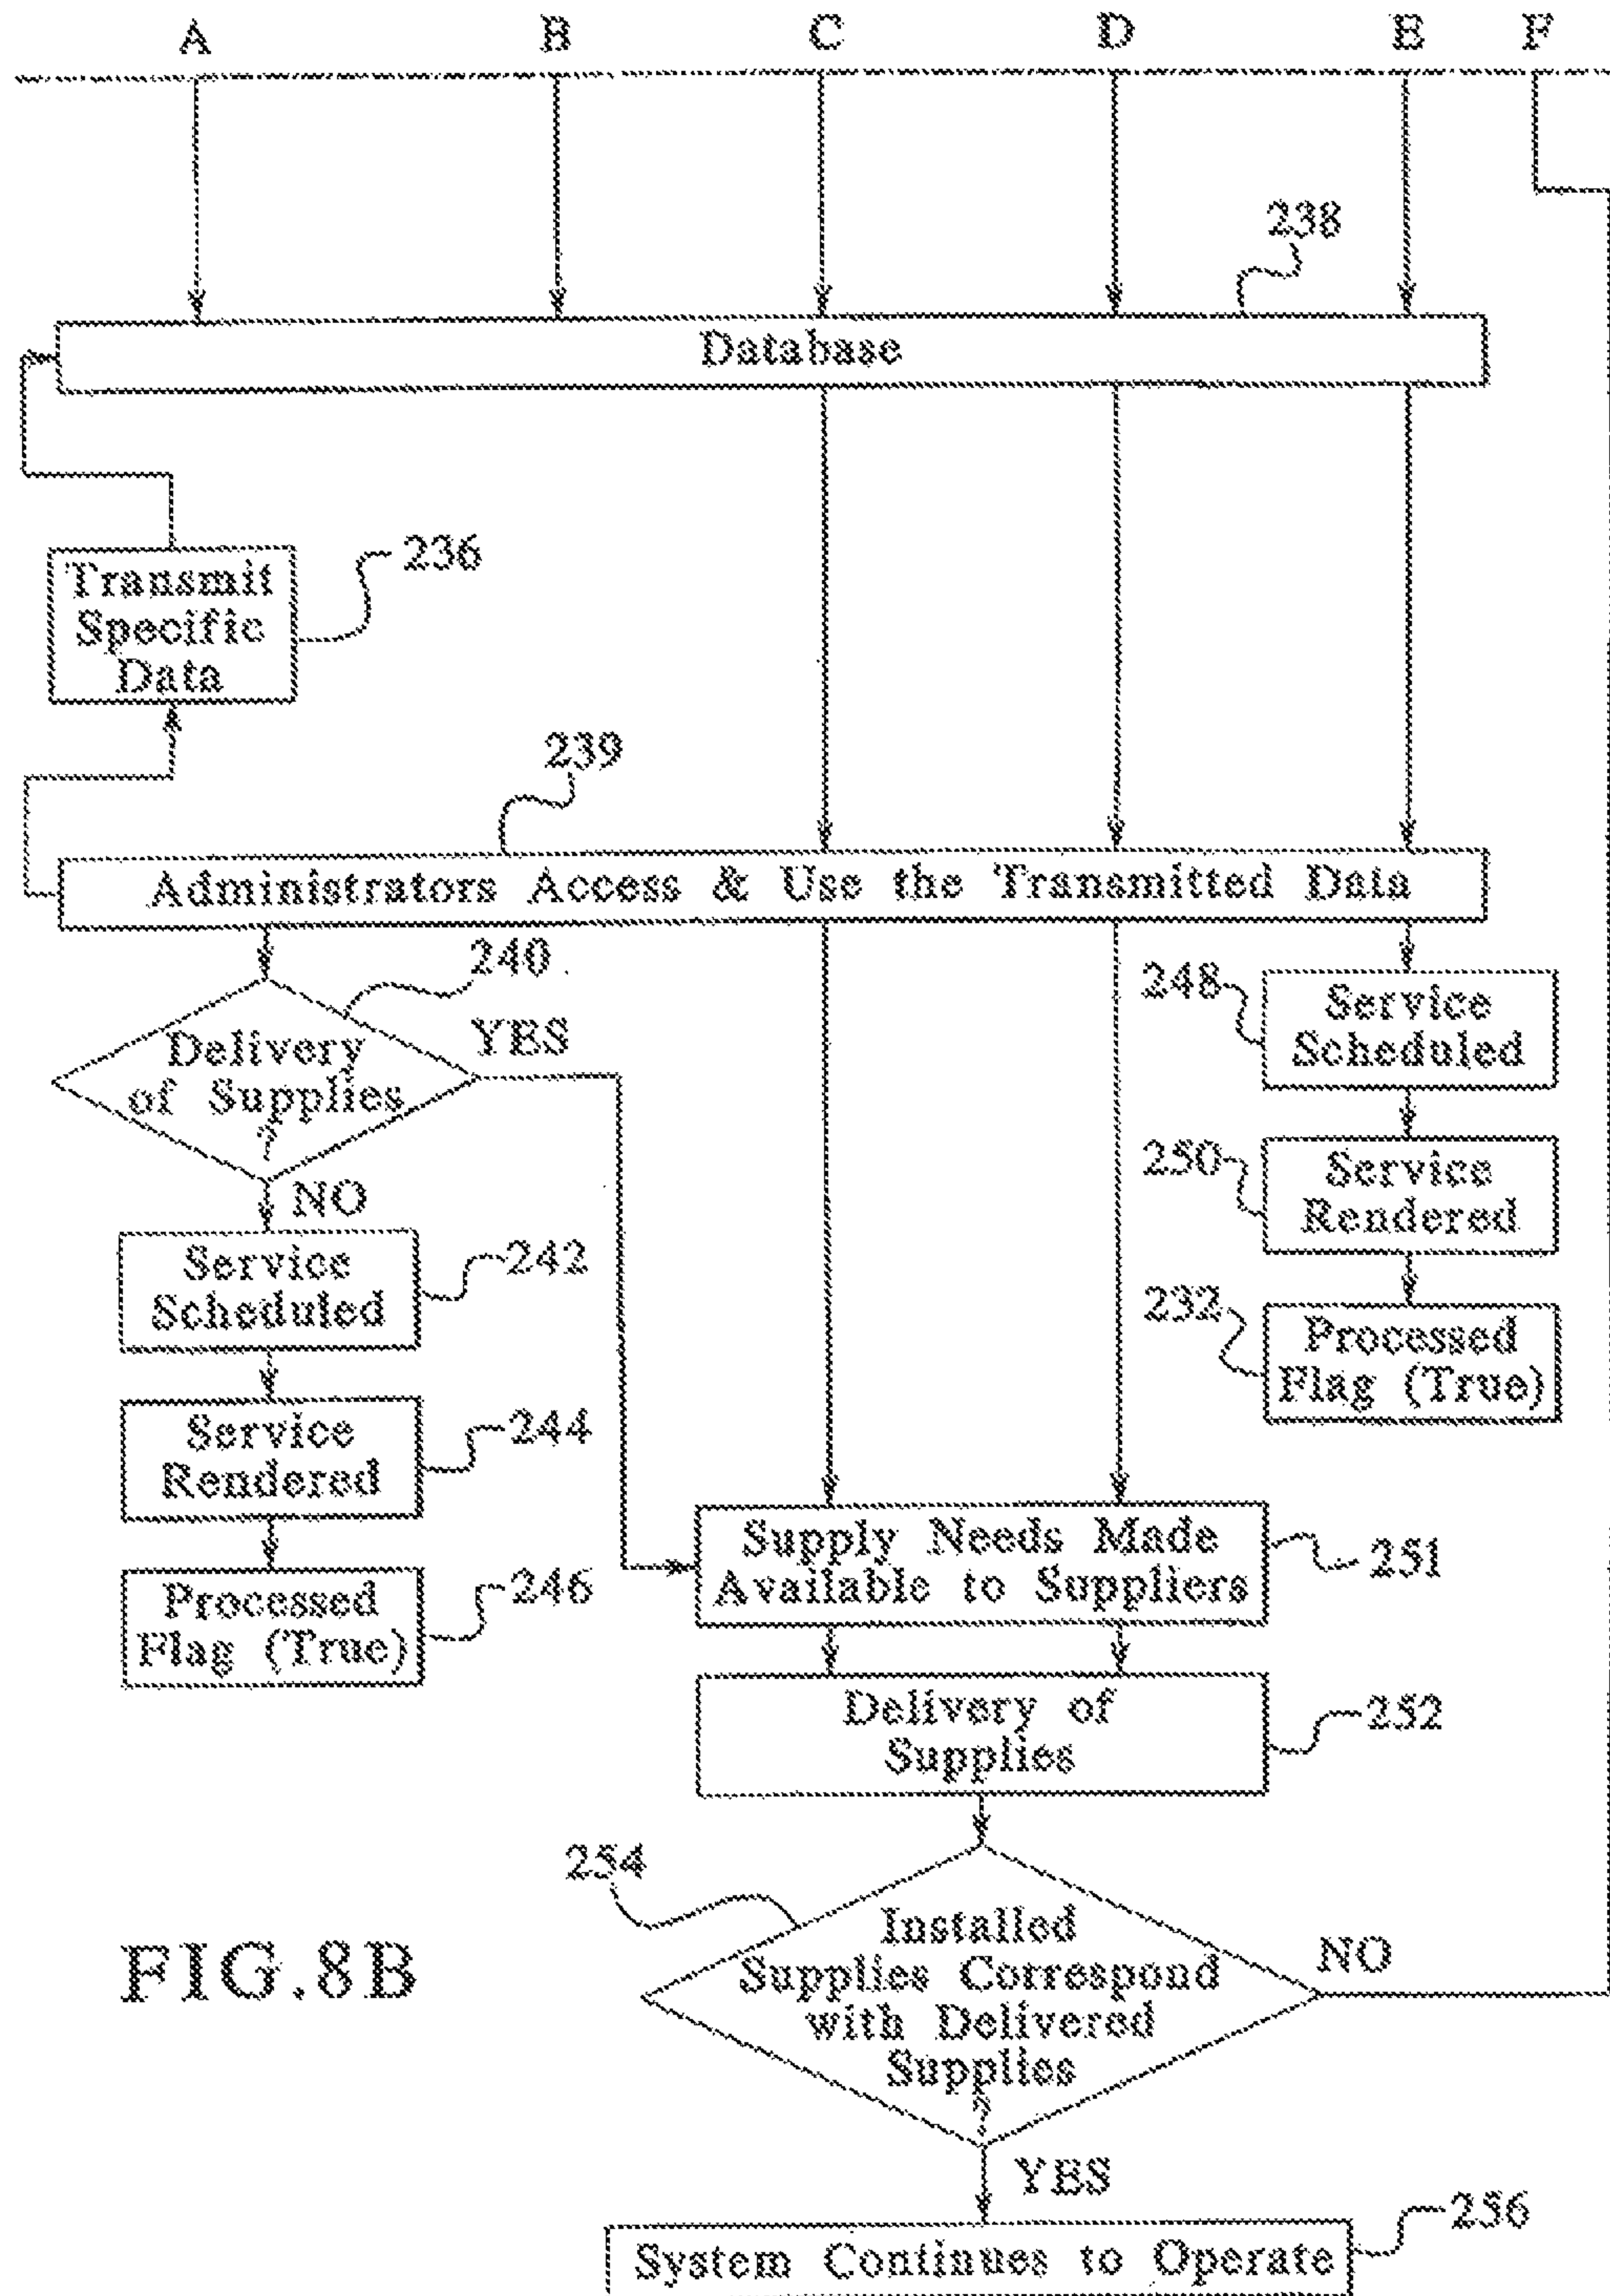 A B C D E F
238
Database
236
Transmit
Specific
Data
239
Administrators Access & Use the Transmitted Data
240
YES
Delivery
of Supplies
?
NO
248
Service
Scheduled
250
Service
Rendered
232
Processed
Flag (True)
Service
Scheduled
242
Service
Rendered
244
Processed
Flag (True)
246
Supply Needs Made
Available to Suppliers
251
Delivery of
Supplies
252
254
Installed
Supplies Correspond
with Delivered
Supplies
?
NO
YES
FIG.8B
System Continues to Operate
256